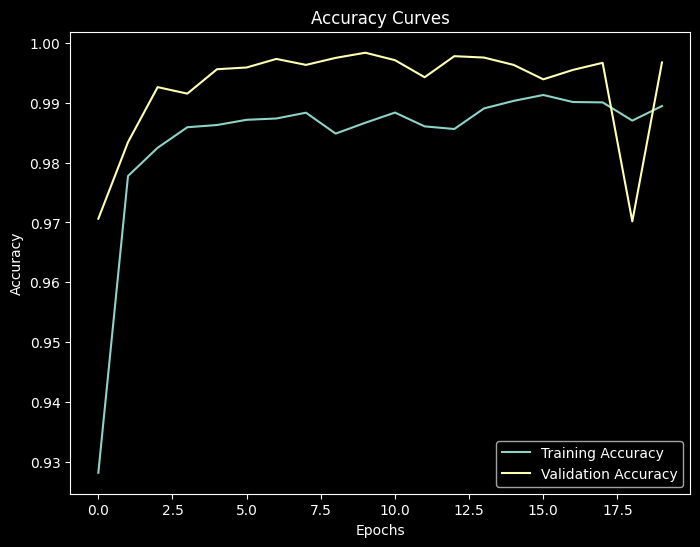 Accuracy Curves
1.00
0.99
0.98
0.97
0.96
0.95
0.94
0.93
Accuracy
Training Accuracy
Validation Accuracy
0.0 2.5 5.0 7.5 10.0 12.5 15.0 17.5
Epochs